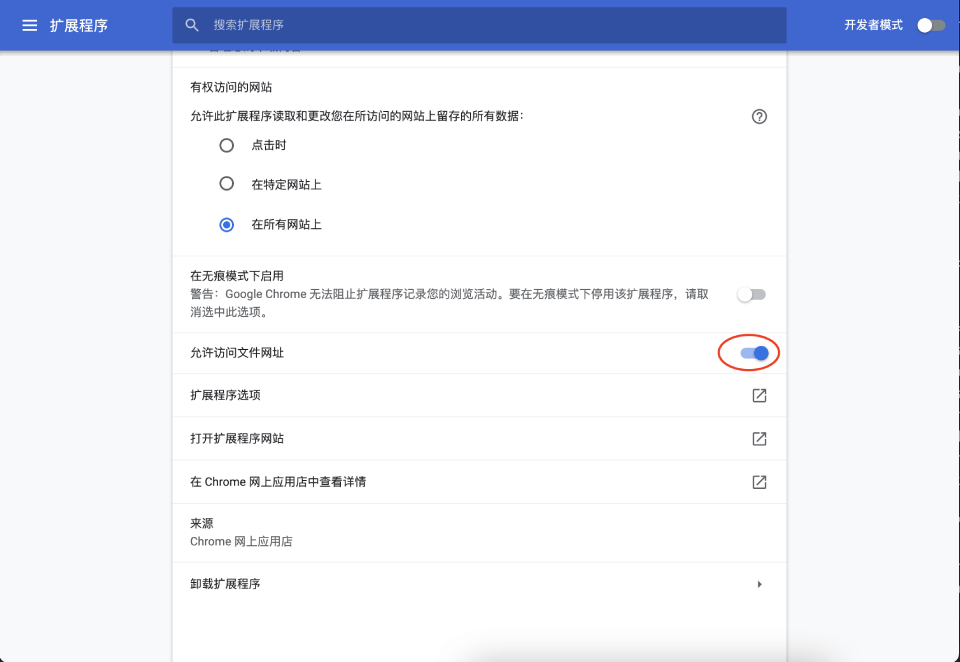 扩展程序
搜索扩展程序
开发者模式
有权访问的网站
允许此扩展程序读取和更改您在所访问的网站上留存的所有数据：
点击时
在特定网站上
在所有网站上
在无痕模式下启用
警告：Google Chrome 无法阻止扩展程序记录您的浏览活动。要在无痕模式下停用该扩展程序，请取
消选中此选项。
允许访问文件网址
扩展程序选项
打开扩展程序网站
在 Chrome 网上应用店中查看详情
来源
Chrome 网上应用店
卸载扩展程序